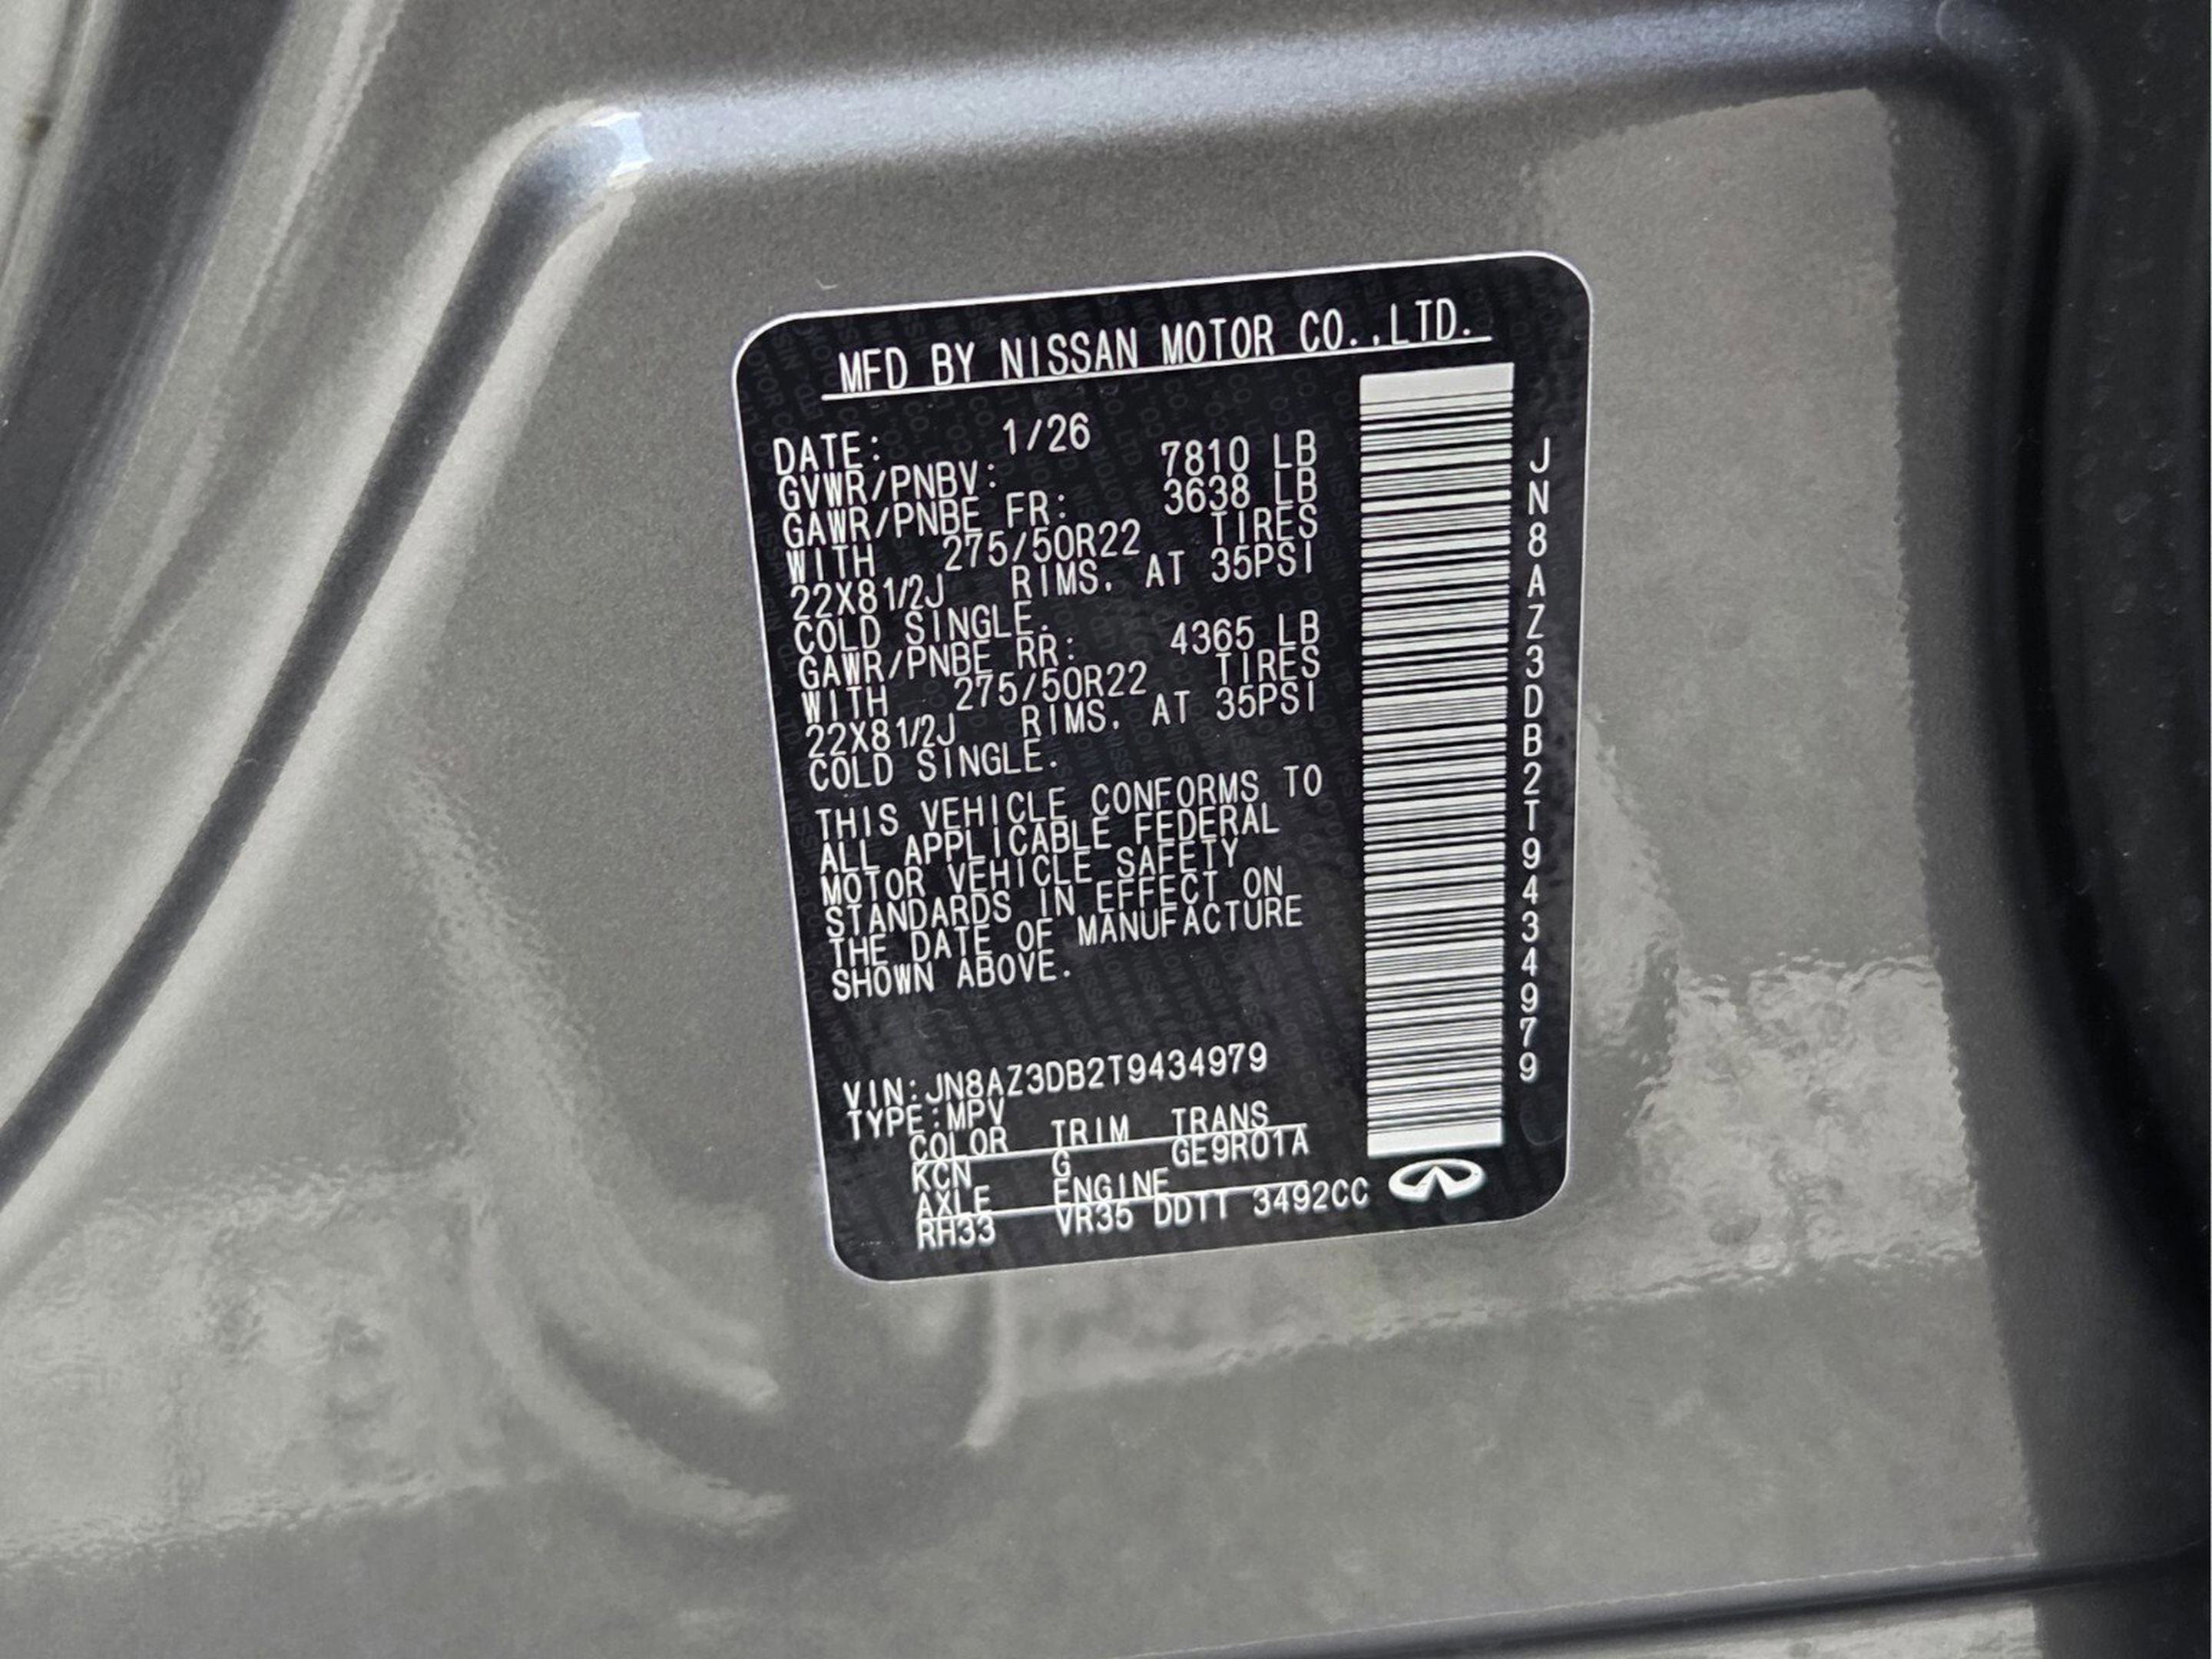 MFD BY NISSAN MOTOR CO.,LTD.
DATE: 1/26
GVWR/PNBV: 7810 LB
GAWR/PNBE FR: 3638 LB
WITH 275/50R22 TIRES
22X8 1/2J RIMS. AT 35PSI
COLD SINGLE.
GAWR/PNBE RR: 4365 LB
WITH 275/50R22 TIRES
22X8 1/2J RIMS. AT 35PSI
COLD SINGLE.
THIS VEHICLE CONFORMS TO
ALL APPLICABLE FEDERAL
MOTOR VEHICLE SAFETY
STANDARDS IN EFFECT ON
THE DATE OF MANUFACTURE
SHOWN ABOVE.
VIN:JN8AZ3DB2T9434979
TYPE:MPV
COLOR TRIM TRANS
KCN G GE9R01A
AXLE ENGINE
RH33 VR35 DDTT 3492CC
JN8AZ3DB2T9434979